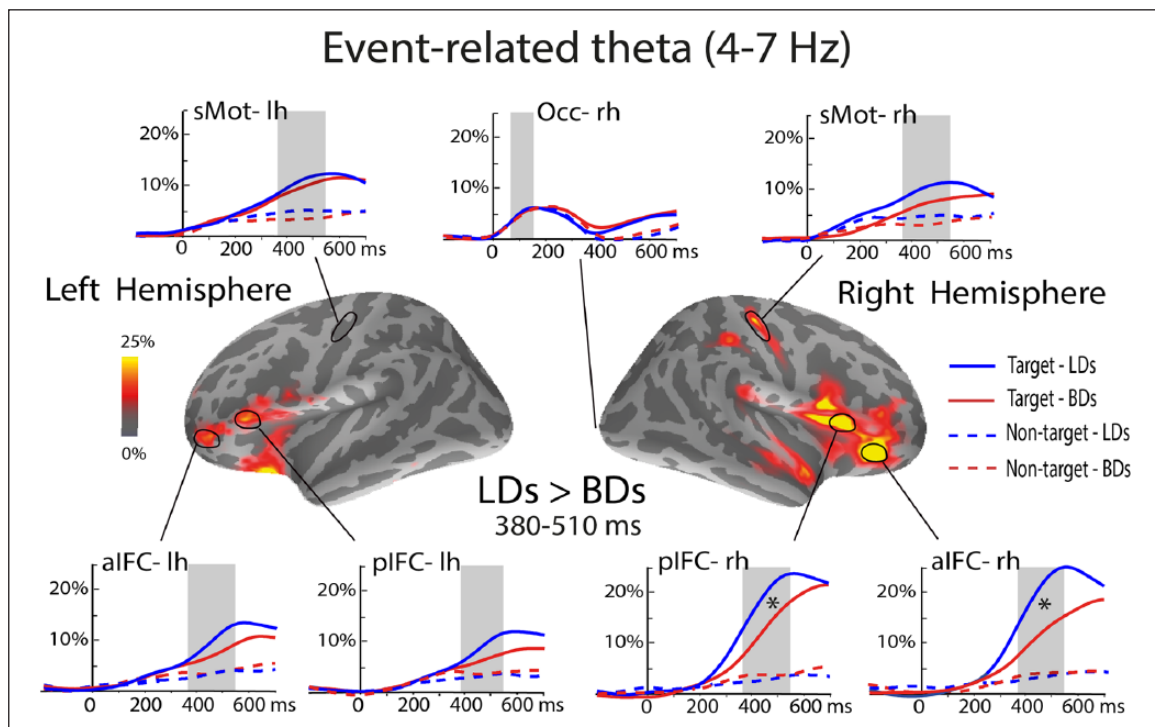 Event-related theta (4-7 Hz)
sMot- lh
20%
10%
0 200 400 600 ms
Occ- rh
20%
10%
0 200 400 600 ms
sMot- rh
20%
10%
0 200 400 600 ms
Left Hemisphere
25%
0%
Right Hemisphere
Target - LDs
Target - BDs
Non-target - LDs
Non-target - BDs
LDs > BDs
380-510 ms
aIFC- lh
20%
10%
0 200 400 600 ms
pIFC- lh
20%
10%
0 200 400 600 ms
pIFC- rh
20%
*
10%
0 200 400 600 ms
aIFC- rh
20%
*
10%
0 200 400 600 ms